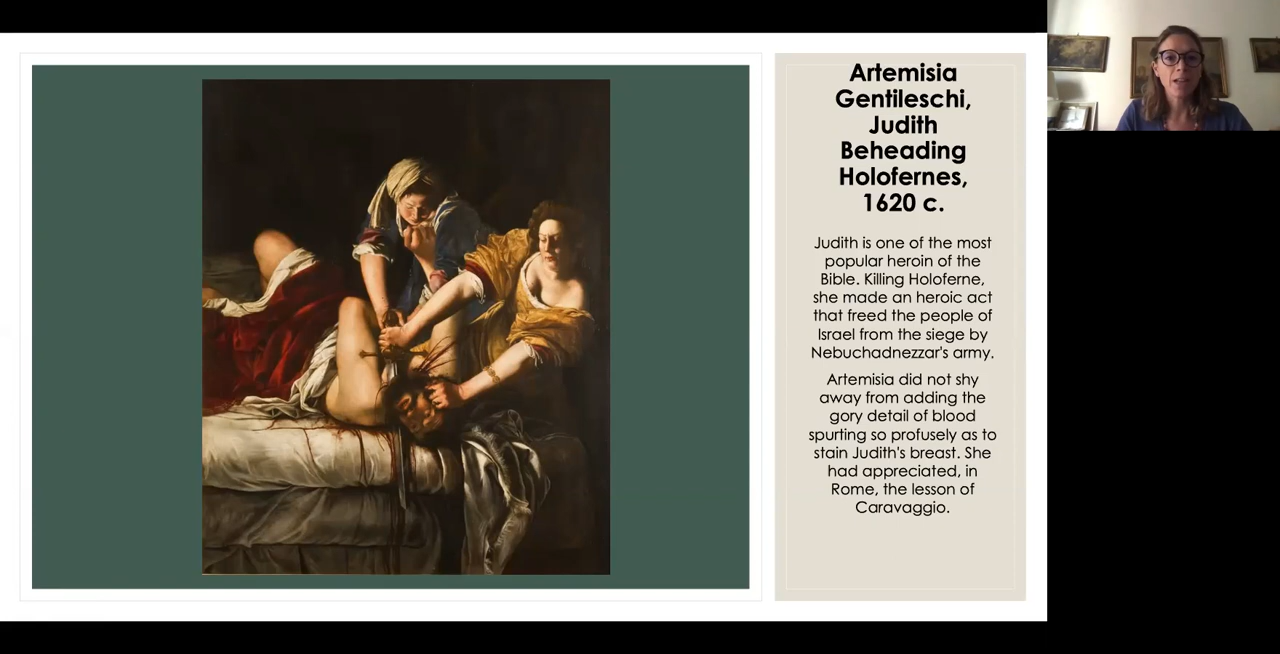 Artemisia
Gentileschi,
Judith
Beheading
Holofernes,
1620 c.
Judith is one of the most
popular heroin of the
Bible. Killing Holoferne,
she made an heroic act
that freed the people of
Israel from the siege by
Nebuchadnezzar's army.
Artemisia did not shy
away from adding the
gory detail of blood
spurting so profusely as to
stain Judith's breast. She
had appreciated, in
Rome, the lesson of
Caravaggio.